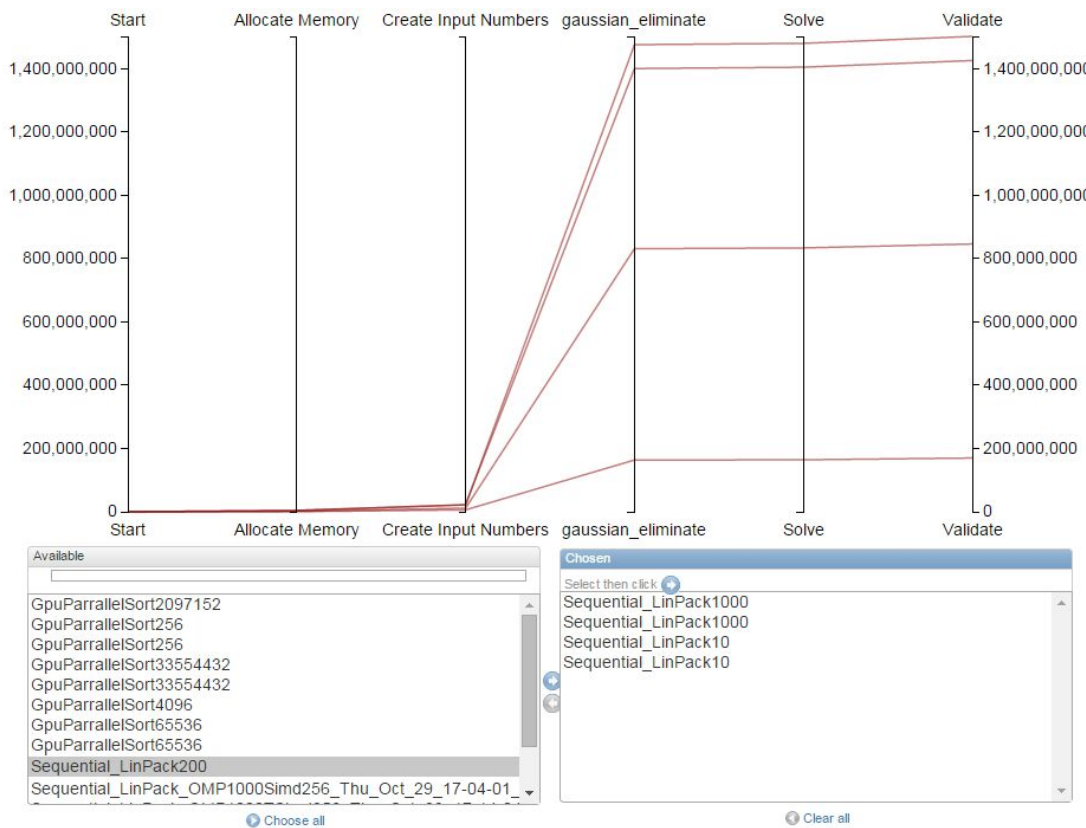 Start Allocate Memory Create Input Numbers gaussian_eliminate Solve Validate
1,400,000,000 1,400,000,000
1,200,000,000 1,200,000,000
1,000,000,000 1,000,000,000
800,000,000 800,000,000
600,000,000 600,000,000
400,000,000 400,000,000
200,000,000 200,000,000
0 0
Start Allocate Memory Create Input Numbers gaussian_eliminate Solve Validate
Available
GpuParrallelSort2097152
GpuParrallelSort256
GpuParrallelSort256
GpuParrallelSort33554432
GpuParrallelSort33554432
GpuParrallelSort4096
GpuParrallelSort65536
GpuParrallelSort65536
Sequential_LinPack200
Sequential_LinPack_OMP1000Simd256_Thu_Oct_29_17-04-01_
Choose all
Chosen
Select then click
Sequential_LinPack1000
Sequential_LinPack1000
Sequential_LinPack10
Sequential_LinPack10
Clear all